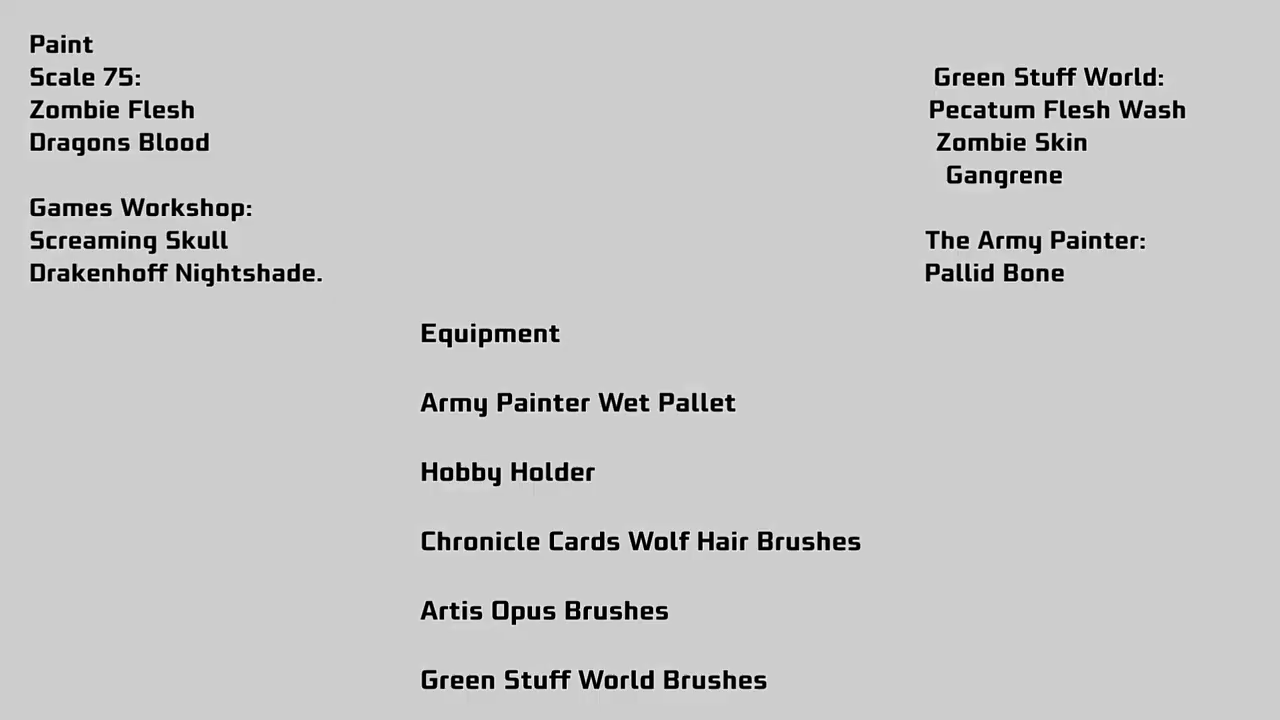 Paint
Scale 75:
Zombie Flesh
Dragons Blood
Games Workshop:
Screaming Skull
Drakenhoff Nightshade.
Green Stuff World:
Pecatum Flesh Wash
Zombie Skin
Gangrene
The Army Painter:
Pallid Bone
Equipment
Army Painter Wet Pallet
Hobby Holder
Chronicle Cards Wolf Hair Brushes
Artis Opus Brushes
Green Stuff World Brushes